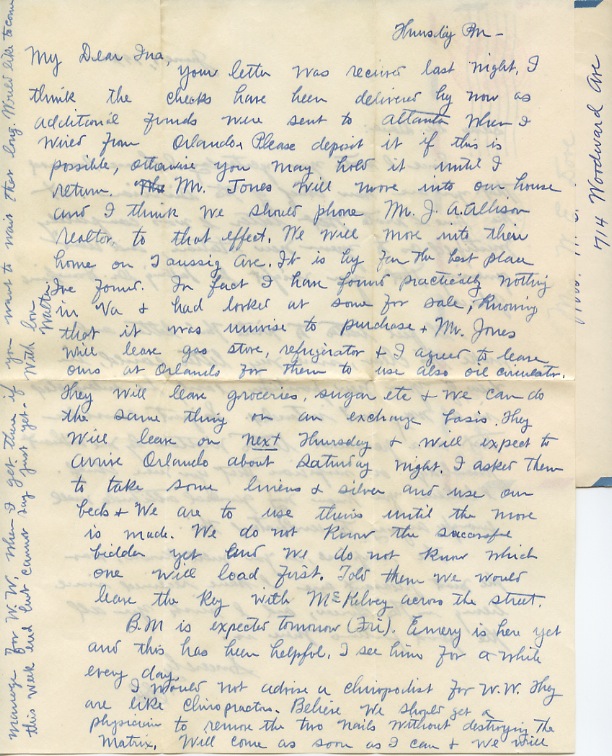 Thursday Pm -
My Dear Ina,
Your letter was received last night, I
think the checks have been delivered by now as
additional funds were sent to Atlanta when I
wired from Orlando. Please deposit it if this is
possible, otherwise you may hold it until I
return. Mr. Jones will move into our house
and I think we should phone Mr. J. A. Allison
realtor, to that effect. We will move into their
home on Taussig Ave. It is by far the best plan
I've found. In fact I have found practically nothing
in Va & had looked at some for sale, knowing
that it was unwise to purchase & Mr. Jones
will leave gas stove, refrigerator & I agreed to leave
ours at Orlando for them to use also oil circulator.
They will leave groceries, sugar etc & we can do
the same thing on an exchange basis. They
will leave on next Thursday & will expect to
arrive Orlando about Saturday night. I asked them
to take some linens & silver and use our
beds & we are to use theirs until the move
is made. We do not know the successful
bidder yet and we do not know which
one will load first. Told them we would
leave the key with McKelvey across the street.
B.M is expected tomorrow (Fri). Emery is here yet
and this has been helpful. I see him for a while
every day.
I would not advise a chiropodist for W.W. They
are like chiropractors. Believe we should get a
physician to remove the two nails without destroying the
Matrix. Will come as soon as I can & we will
manage for W.W. when I get there if you want to wait that long. Would like to come
this week end but cannot say just yet. With love
Walter
714 Woodward Ave